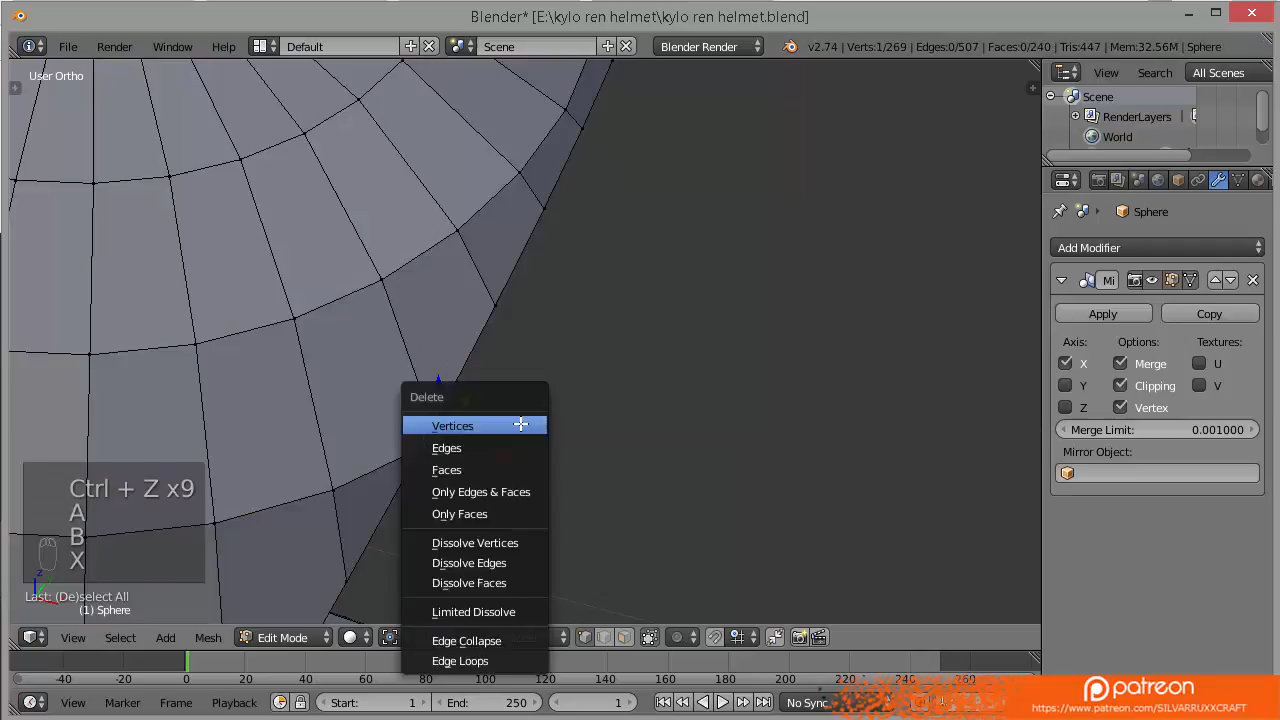 Blender* [E:\kylo ren helmet\kylo ren helmet.blend]
File Render Window Help Default Scene Blender Render v2.74 | Verts:1/269 | Edges:0/507 | Faces:0/240 | Tris:447 | Mem:32.56M | Sphere
User Ortho
View Search All Scenes
Scene
RenderLayers
World
Sphere
Add Modifier
Mi
Apply Copy
Axis: Options: Textures:
X Merge U
Y Clipping V
Z Vertex
Merge Limit: 0.001000
Mirror Object:
Delete
Vertices
Edges
Faces
Only Edges & Faces
Only Faces
Dissolve Vertices
Dissolve Edges
Dissolve Faces
Limited Dissolve
Edge Collapse
Edge Loops
Ctrl + Z x9
A
B
X
Last: (De)select All
(1) Sphere
View Select Add Mesh Edit Mode
-40 -20 0 20 40 60 80 100 120 140 160 180 200 220 240 260
View Marker Frame Playback Start: 1 End: 250 1 No Sync
patreon
https://www.patreon.com/SILVARRUXXCRAFT